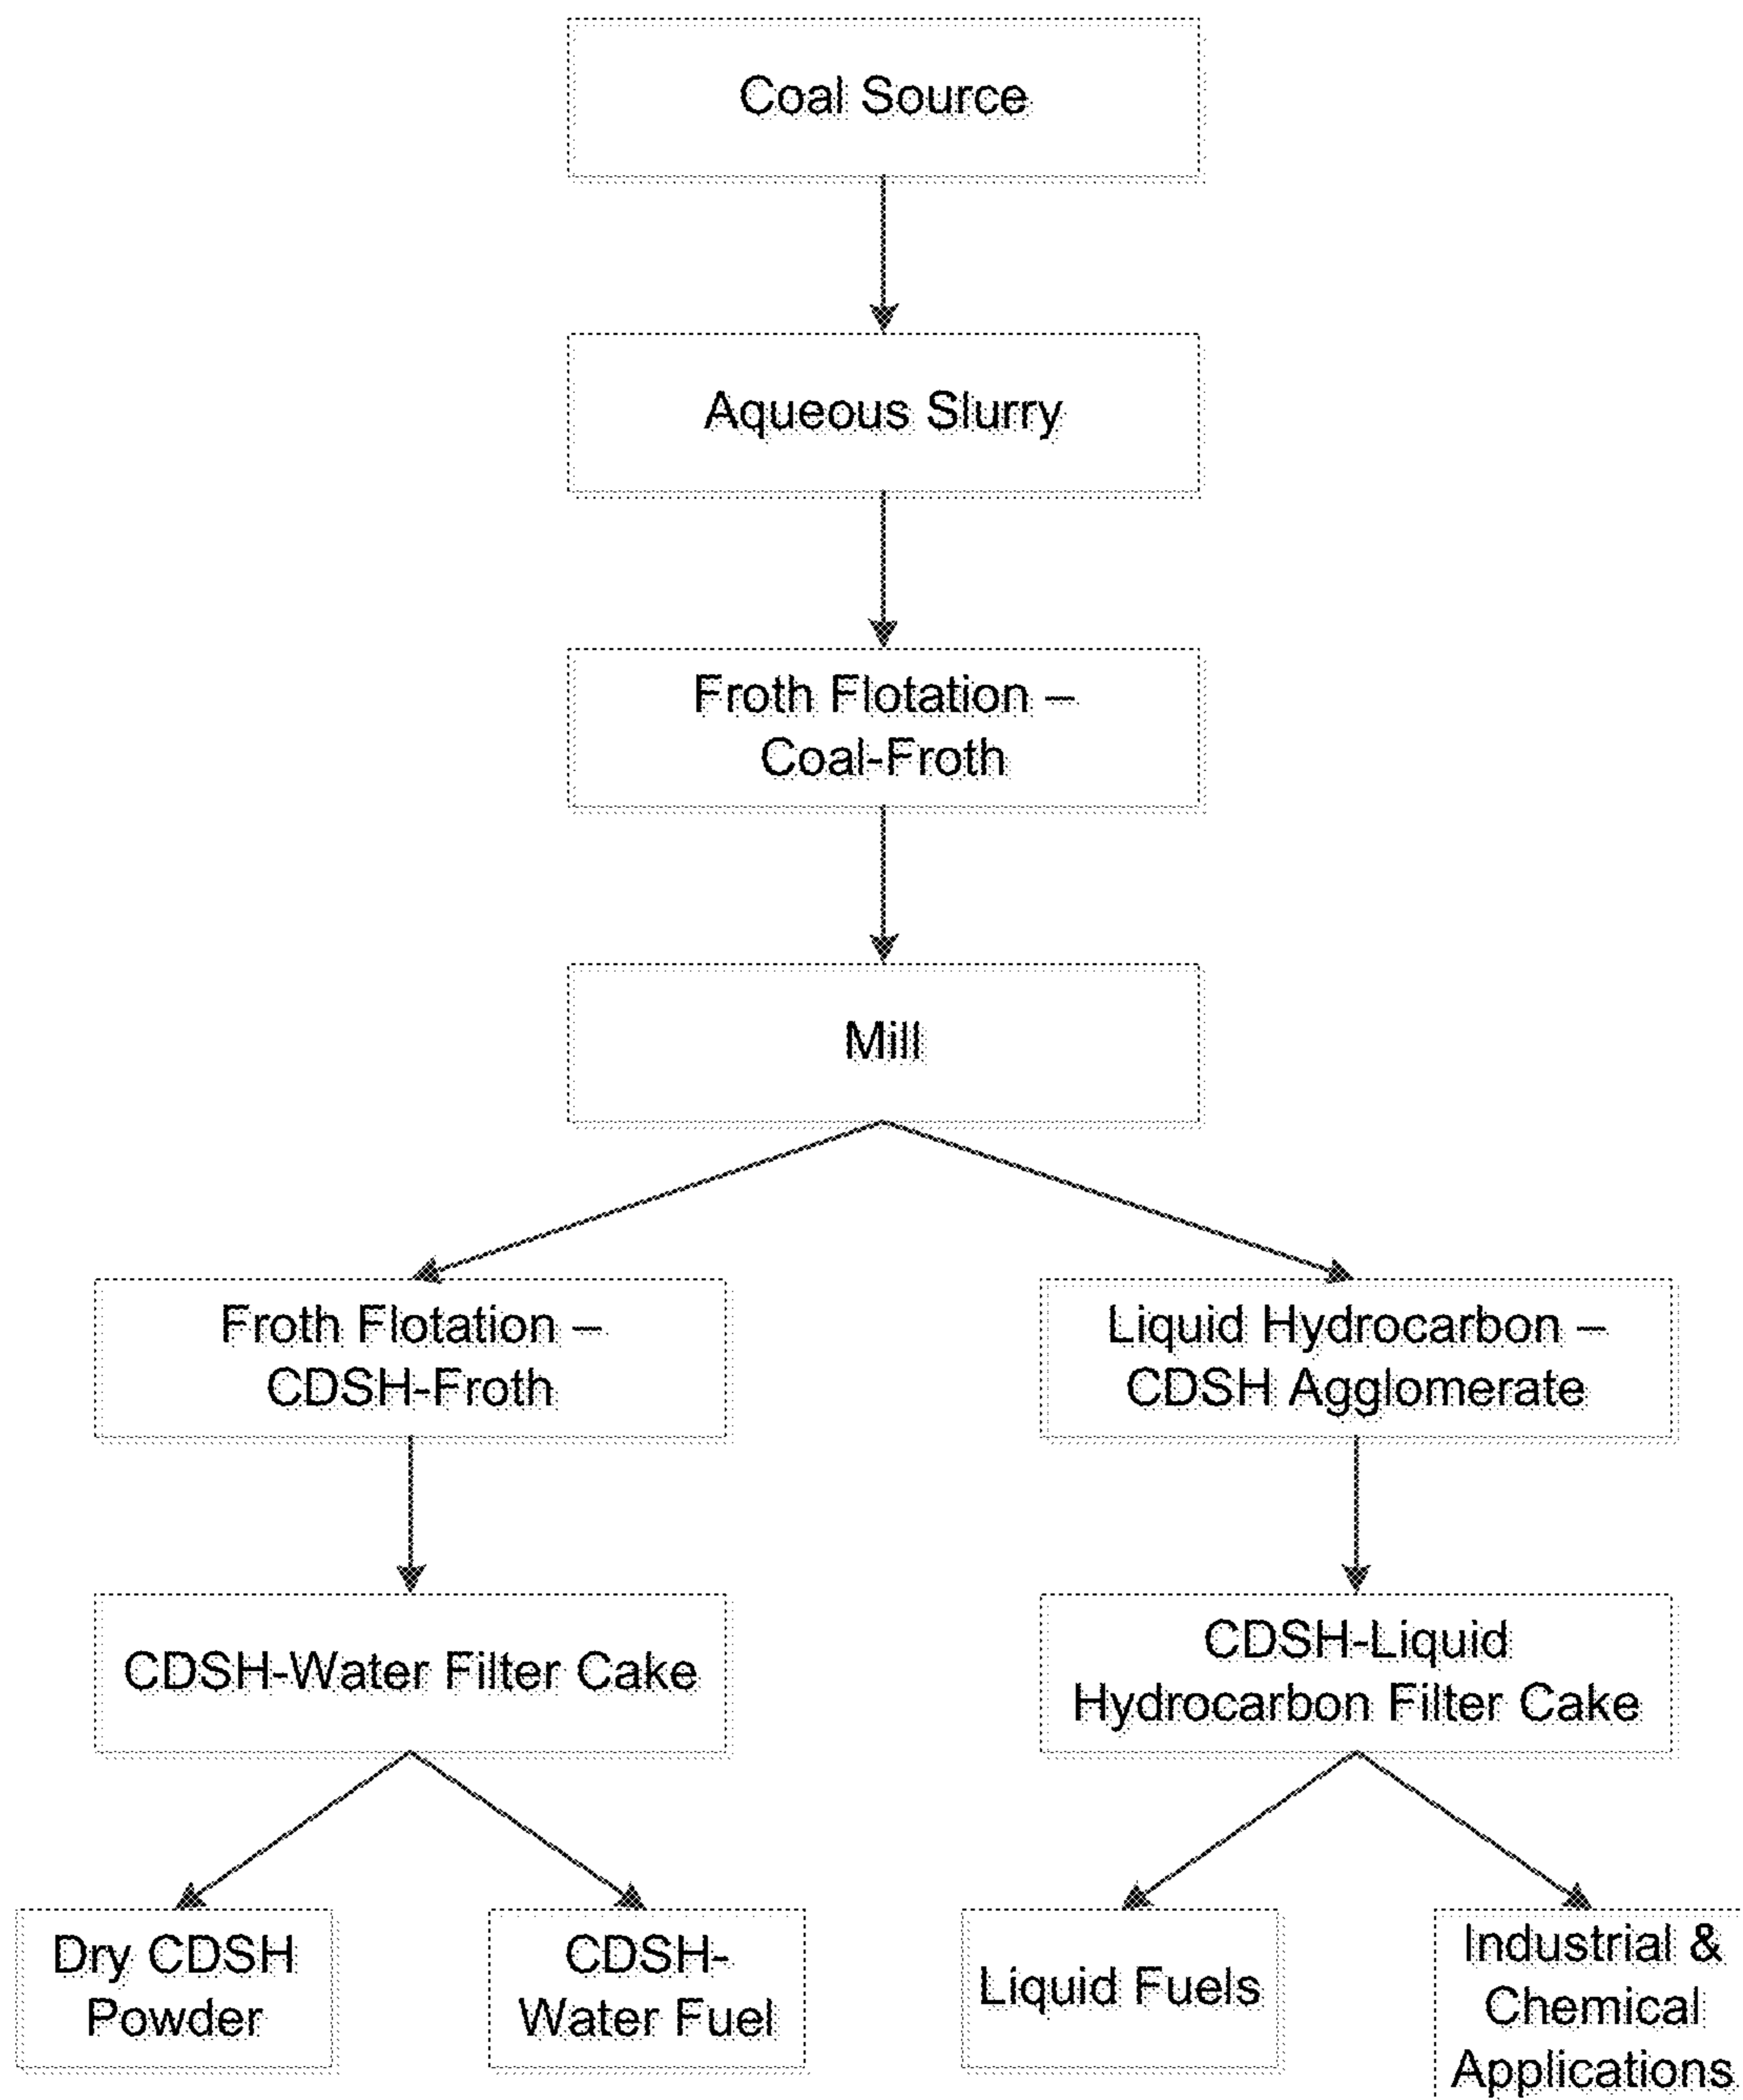 Coal Source
Aqueous Slurry
Froth Flotation –
Coal-Froth
Mill
Froth Flotation –
CDSH-Froth
Liquid Hydrocarbon –
CDSH Agglomerate
CDSH-Water Filter Cake
CDSH-Liquid
Hydrocarbon Filter Cake
Dry CDSH
Powder
CDSH-
Water Fuel
Liquid Fuels
Industrial &
Chemical
Applications